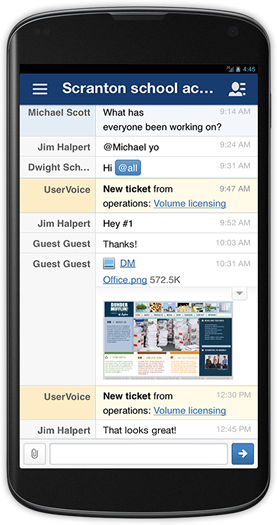 4:45
Scranton school ac...
Michael Scott What has 9:14 AM
everyone been working on?
Jim Halpert @Michael yo 9:24 AM
Dwight Sch... Hi @all 9:31 AM
UserVoice New ticket from 9:47 AM
operations: Volume licensing
Jim Halpert Hey #1 9:52 AM
Guest Guest Thanks! 10:03 AM
Guest Guest DM 10:31 AM
Office.png 572.5K
DUNDER
MIFFLIN
UserVoice New ticket from 12:30 PM
operations: Volume licensing
Jim Halpert That looks great! 12:45 PM